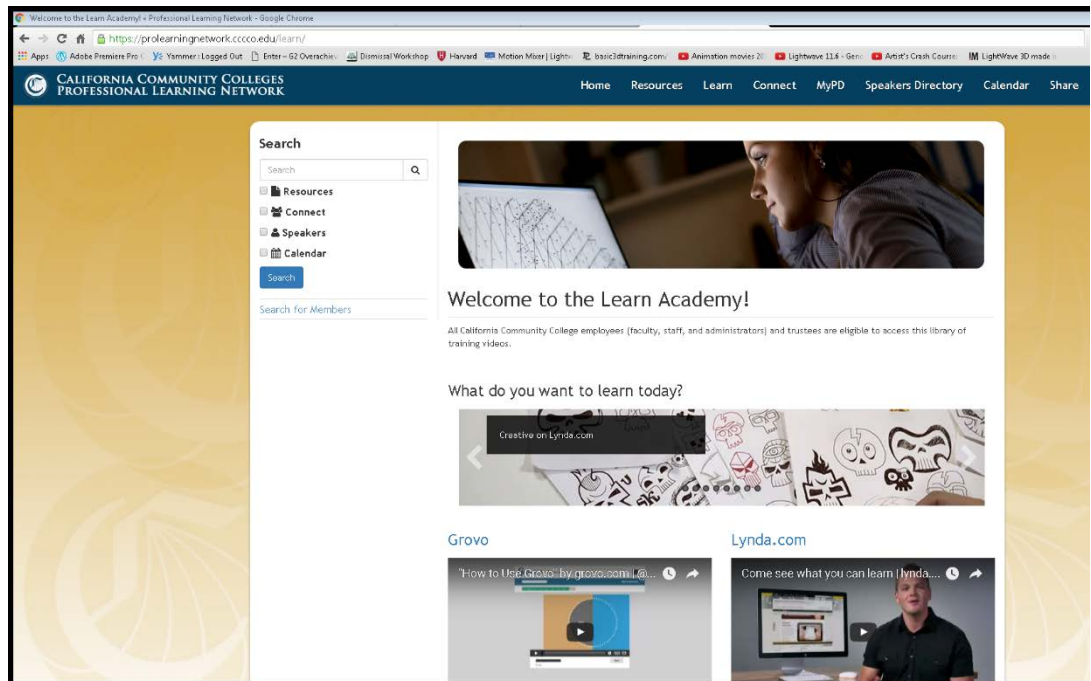 Welcome to the Learn Academy! « Professional Learning Network - Google Chrome
https://prolearningnetwork.cccco.edu/learn/
Apps Adobe Premiere Pro Yammer : Logged Out Enter - G2 Overachiev Dismissal Workshop Harvard Motion Mixer | Lightw basic3dtraining.com/ Animation movies 20 Lightwave 11.6 - Gene Artist's Crash Course: LightWave 3D made
CALIFORNIA COMMUNITY COLLEGES
PROFESSIONAL LEARNING NETWORK
Home Resources Learn Connect MyPD Speakers Directory Calendar Share
Search
Search
Resources
Connect
Speakers
Calendar
Search
Search for Members
Welcome to the Learn Academy!
All California Community College employees (faculty, staff, and administrators) and trustees are eligible to access this library of
training videos.
What do you want to learn today?
Creative on Lynda.com
Grovo
"How to Use Grovo" by grovo.com | @...
Lynda.com
Come see what you can learn | lynda....